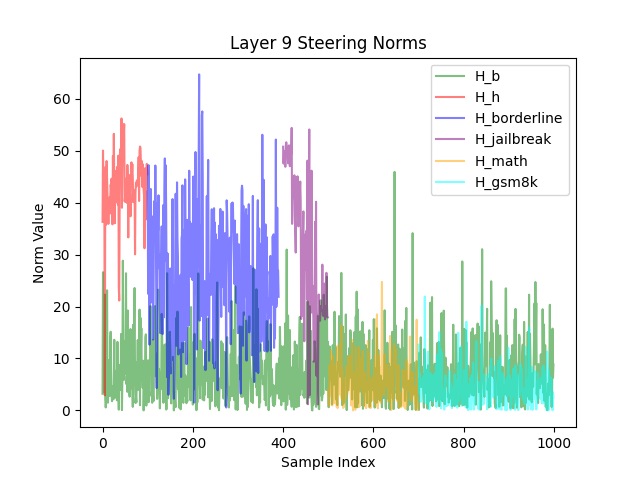 Layer 9 Steering Norms
H_b
H_h
H_borderline
H_jailbreak
H_math
H_gsm8k
Norm Value
60
50
40
30
20
10
0
0 200 400 600 800 1000
Sample Index